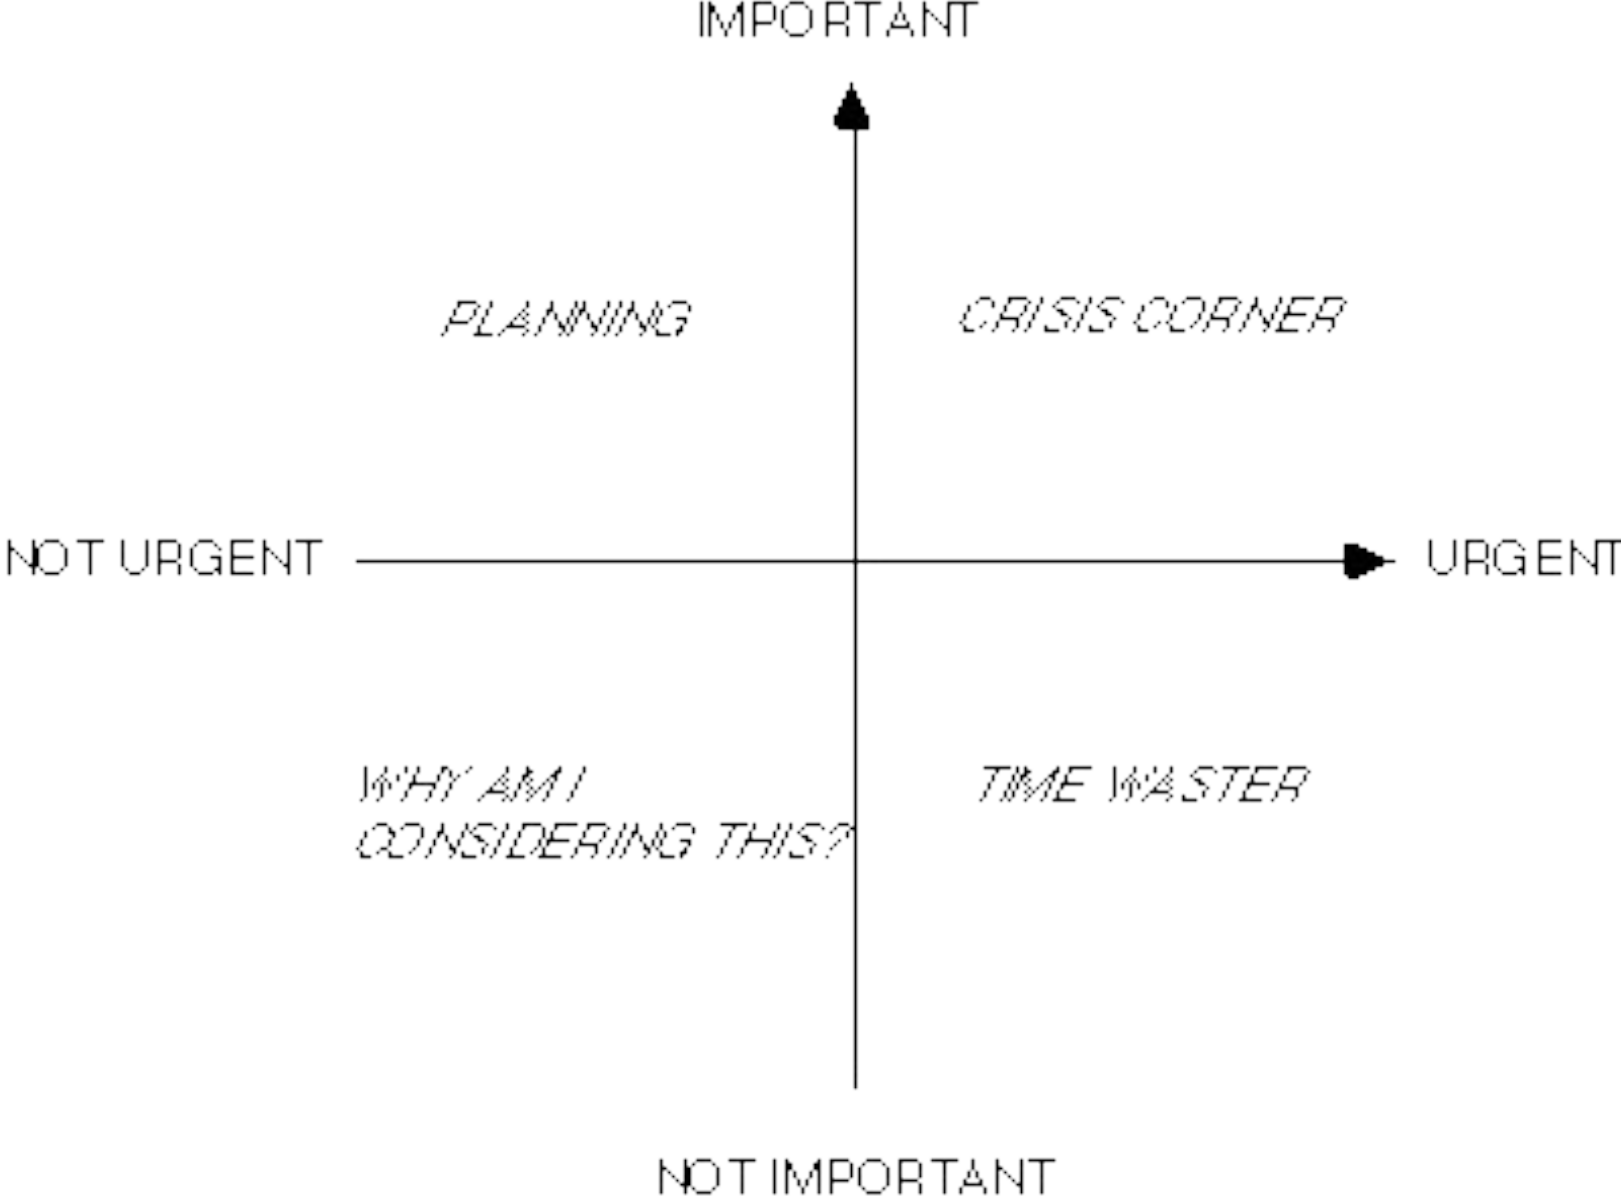 IMPORTANT
PLANNING
CRISIS CORNER
NOT URGENT
URGENT
WHY AM I
CONSIDERING THIS?
TIME WASTER
NOT IMPORTANT